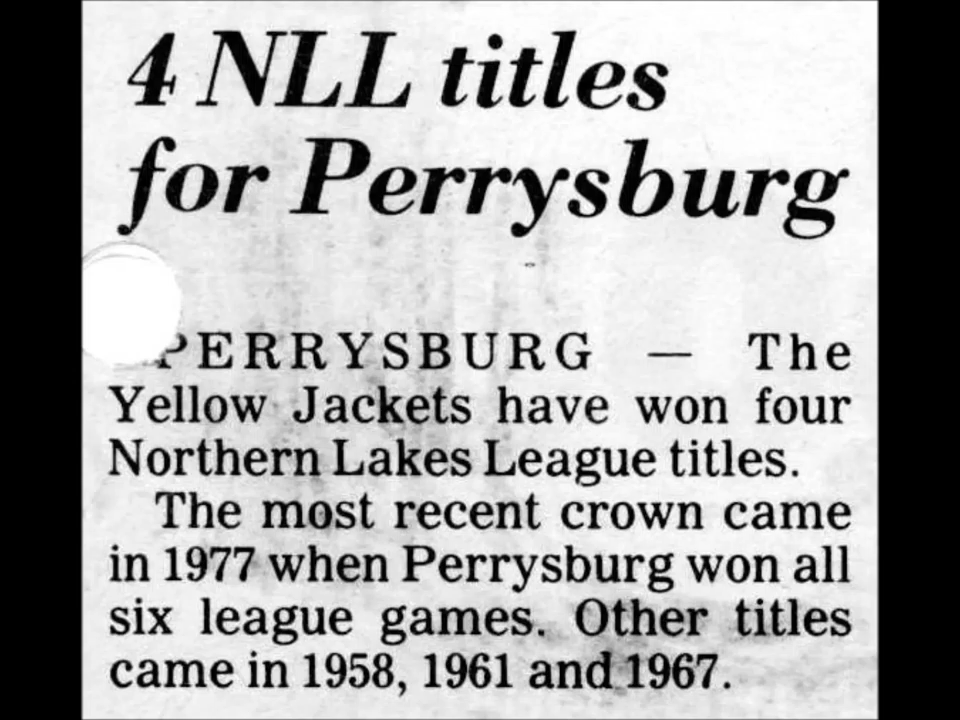 4 NLL titles
for Perrysburg
PERRYSBURG — The
Yellow Jackets have won four
Northern Lakes League titles.
The most recent crown came
in 1977 when Perrysburg won all
six league games. Other titles
came in 1958, 1961 and 1967.